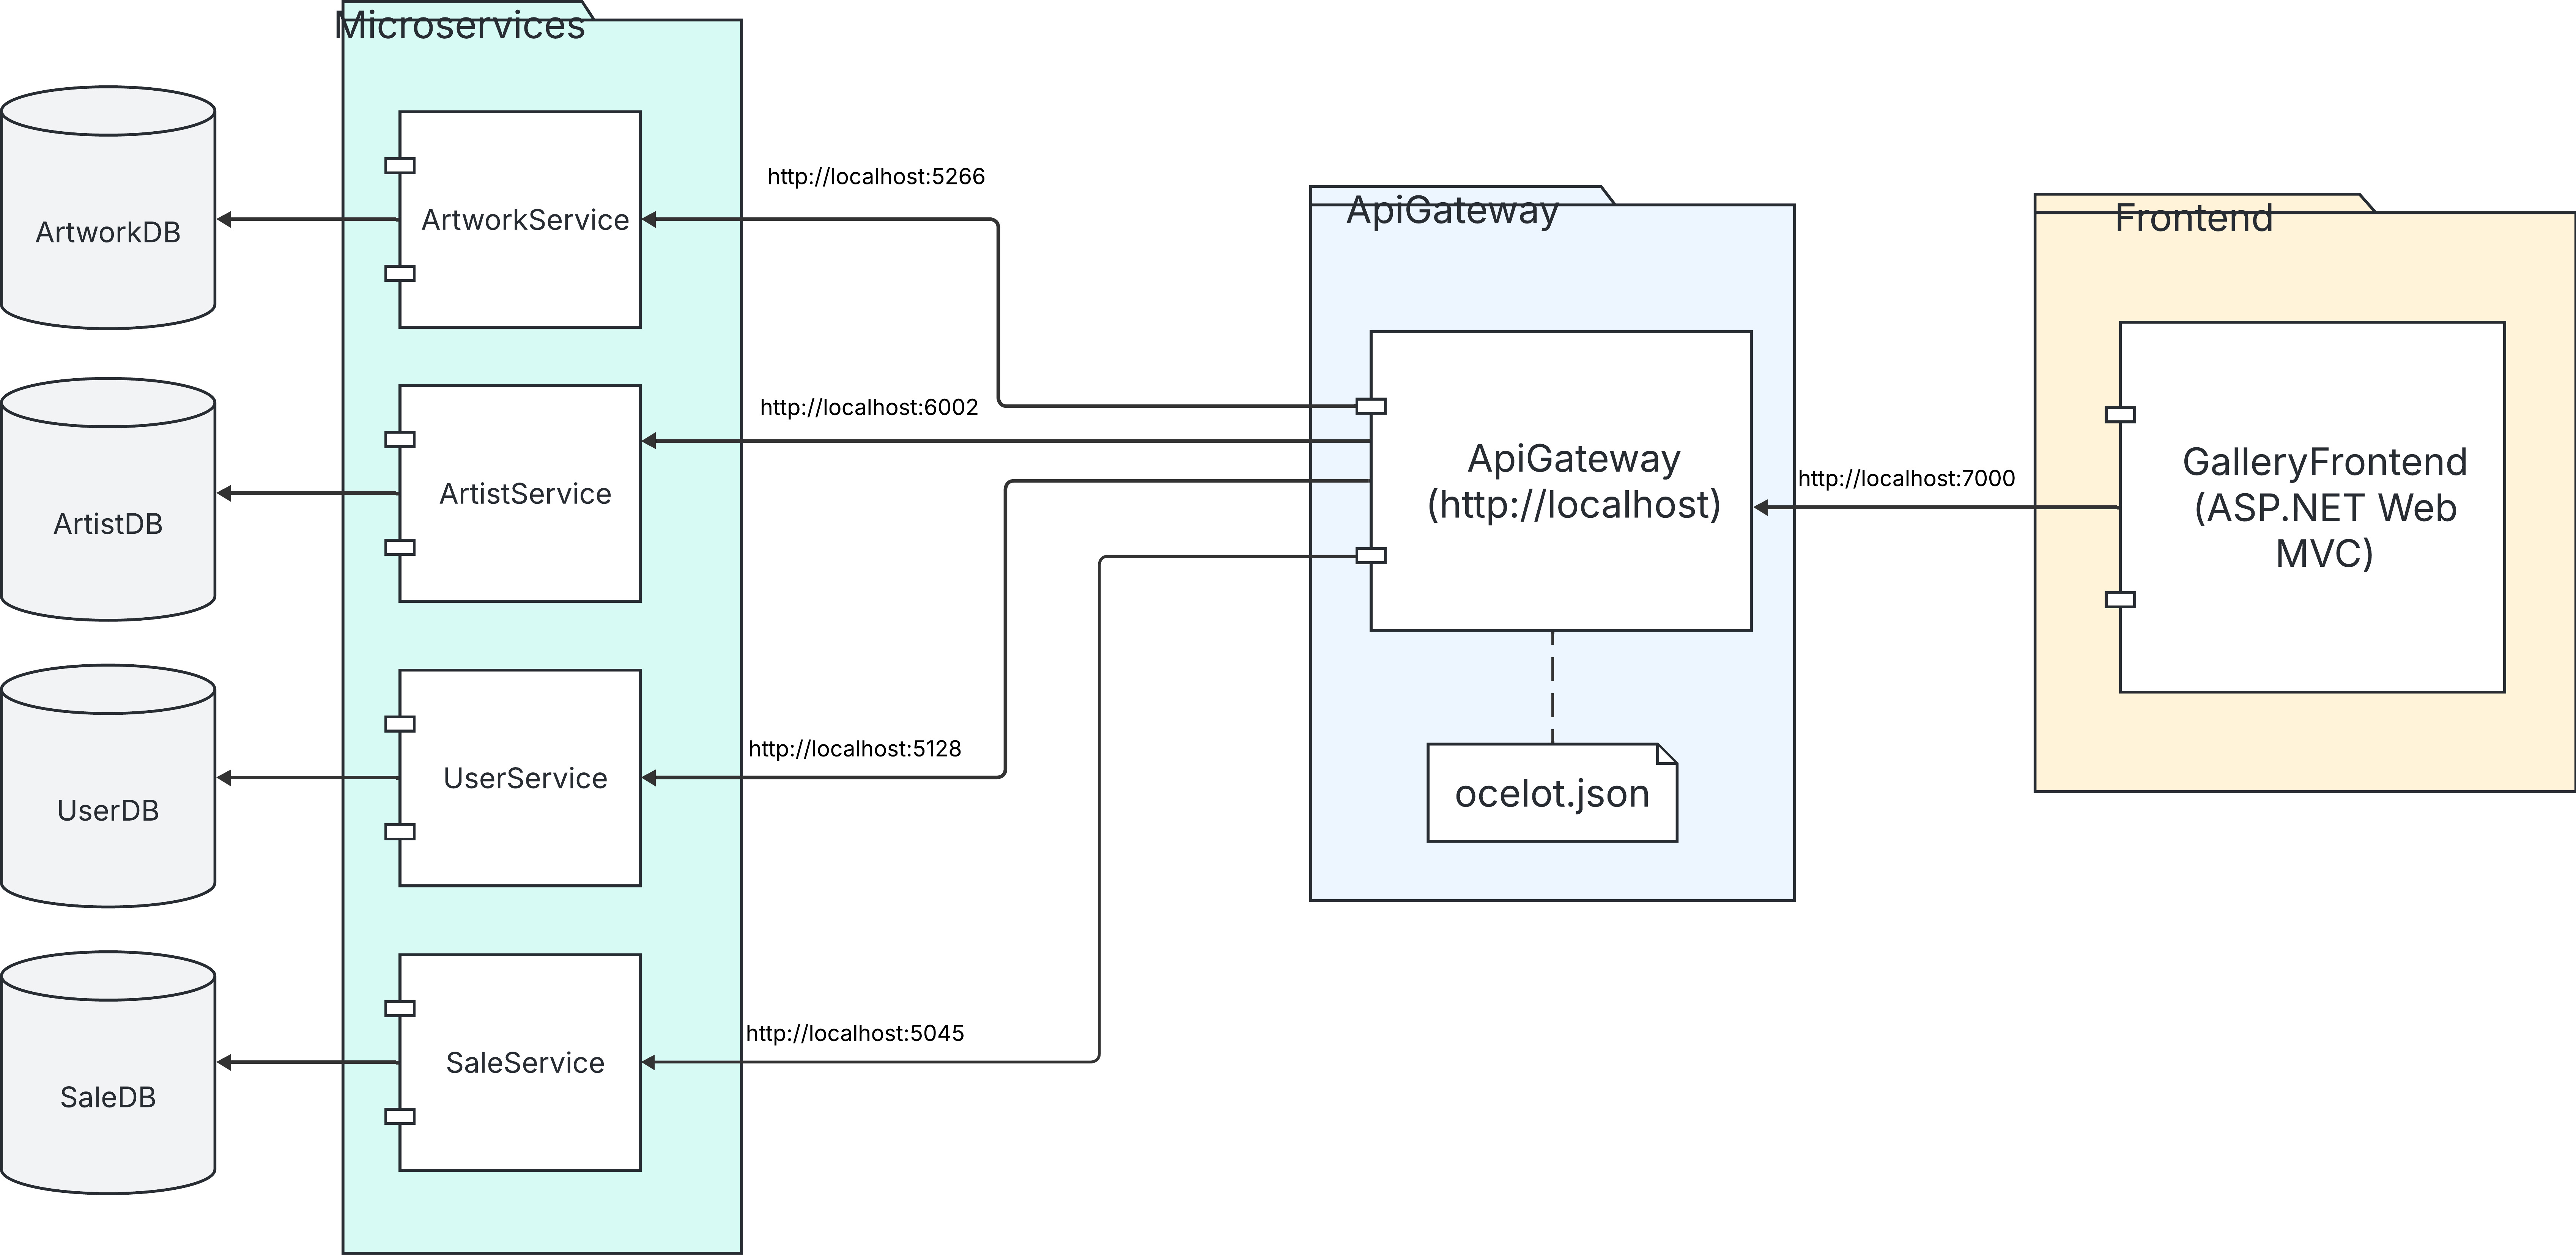 Microservices
ArtworkDB
ArtworkService
http://localhost:5266
ArtistDB
ArtistService
http://localhost:6002
UserDB
UserService
http://localhost:5128
SaleDB
SaleService
http://localhost:5045
ApiGateway
ApiGateway
(http://localhost)
ocelot.json
http://localhost:7000
Frontend
GalleryFrontend
(ASP.NET Web
MVC)